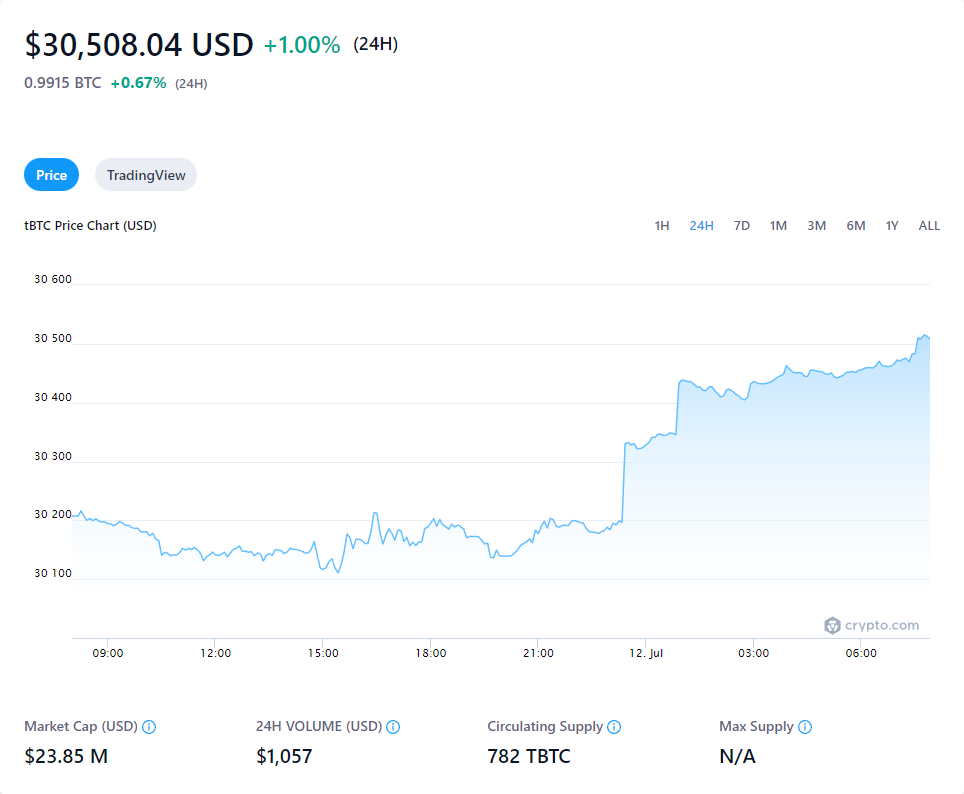 $30,508.04 USD +1.00% (24H)
0.9915 BTC +0.67% (24H)
Price TradingView
tBTC Price Chart (USD) 1H 24H 7D 1M 3M 6M 1Y ALL
30 600
30 500
30 400
30 300
30 200
30 100
crypto.com
09:00 12:00 15:00 18:00 21:00 12. Jul 03:00 06:00
Market Cap (USD) 24H VOLUME (USD) Circulating Supply Max Supply
$23.85 M $1,057 782 TBTC N/A